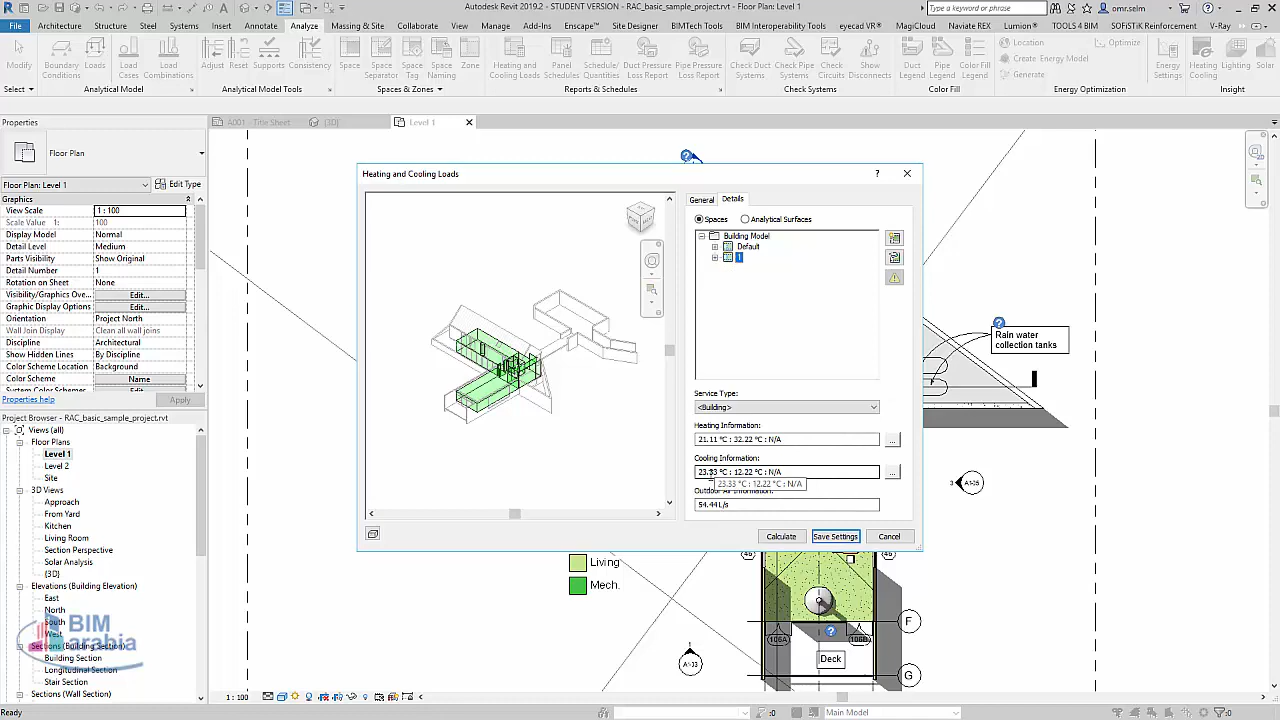 Autodesk Revit 2019.2 - STUDENT VERSION - RAC_basic_sample_project.rvt - Floor Plan: Level 1
Type a keyword or phrase
omr.selm
File Architecture Structure Steel Systems Insert Annotate Analyze Massing & Site Collaborate View Manage Add-Ins Enscape™ Site Designer BIMTech Tools BIM Interoperability Tools eyecad VR MagiCloud Naviate REX Lumion® TOOLS 4 BIM SOFiSTiK Reinforcement V-Ray
Modify
Boundary Conditions
Loads
Load Cases
Load Combinations
Adjust
Reset
Supports
Consistency
Space
Space Separator
Space Tag
Space Naming
Zone
Heating and Cooling Loads
Panel Schedules
Schedule/ Quantities
Duct Pressure Loss Report
Pipe Pressure Loss Report
Check Duct Systems
Check Pipe Systems
Check Circuits
Show Disconnects
Duct Legend
Pipe Legend
Color Fill Legend
Location
Create Energy Model
Generate
Optimize
Energy Settings
Heating Cooling
Lighting
Solar
Select
Analytical Model
Analytical Model Tools
Spaces & Zones
Reports & Schedules
Check Systems
Color Fill
Energy Optimization
Insight
Properties
A001 - Title Sheet
{3D}
Level 1
Floor Plan
Floor Plan: Level 1
Edit Type
Graphics
View Scale 1 : 100
Scale Value 1: 100
Display Model Normal
Detail Level Medium
Parts Visibility Show Original
Detail Number 1
Rotation on Sheet None
Visibility/Graphics Ove... Edit...
Graphic Display Options Edit...
Orientation Project North
Wall Join Display Clean all wall joins
Discipline Architectural
Show Hidden Lines By Discipline
Color Scheme Location Background
Color Scheme Name
System Color Schemes Edit...
Properties help
Apply
Project Browser - RAC_basic_sample_project.rvt
Views (all)
Floor Plans
Level 1
Level 2
Site
3D Views
Approach
From Yard
Kitchen
Living Room
Section Perspective
Solar Analysis
{3D}
Elevations (Building Elevation)
East
North
South
West
Sections (Building Section)
Building Section
Longitudinal Section
Stair Section
Sections (Wall Section)
BIM
arabia
Heating and Cooling Loads
?
General
Details
Spaces
Analytical Surfaces
Building Model
Default
1
Service Type:
<Building>
Heating Information:
21.11 °C : 32.22 °C : N/A
...
Cooling Information:
23.33 °C : 12.22 °C : N/A
...
23.33 °C : 12.22 °C : N/A
Outdoor Air Information:
54.44 L/s
Calculate
Save Settings
Cancel
Rain water
collection tanks
3
A1-05
Living
Mech.
A1-03
106A
106B
F
Deck
G
1 : 100
Ready
:0
Main Model
:0